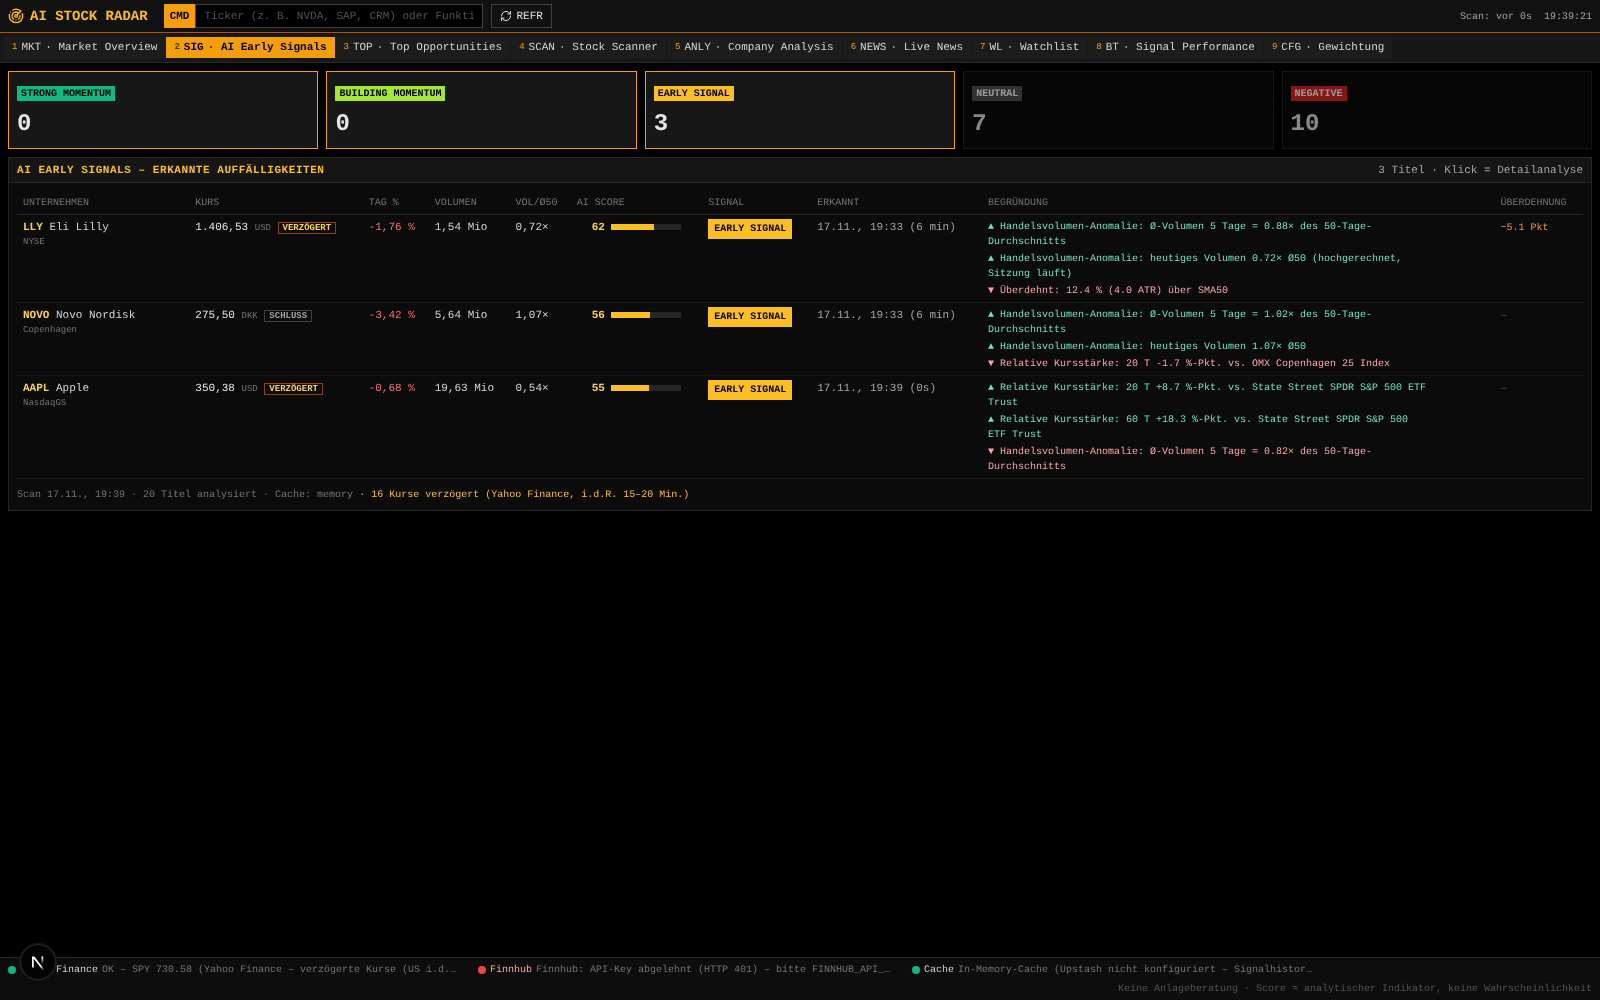 AI STOCK RADAR CMD Ticker (z. B. NVDA, SAP, CRM) oder Funkti REFR Scan: vor 0s 19:39:21
1 MKT · Market Overview 2 SIG · AI Early Signals 3 TOP · Top Opportunities 4 SCAN · Stock Scanner 5 ANLY · Company Analysis 6 NEWS · Live News 7 WL · Watchlist 8 BT · Signal Performance 9 CFG · Gewichtung
STRONG MOMENTUM BUILDING MOMENTUM EARLY SIGNAL NEUTRAL NEGATIVE
0 0 3 7 10
AI EARLY SIGNALS – ERKANNTE AUFFÄLLIGKEITEN 3 Titel · Klick = Detailanalyse
UNTERNEHMEN KURS TAG % VOLUMEN VOL/Ø50 AI SCORE SIGNAL ERKANNT BEGRÜNDUNG ÜBERDEHNUNG
LLY Eli Lilly 1.406,53 USD VERZÖGERT -1,76 % 1,54 Mio 0,72× 62 EARLY SIGNAL 17.11., 19:33 (6 min) ▲ Handelsvolumen-Anomalie: Ø-Volumen 5 Tage = 0.88× des 50-Tage- −5.1 Pkt
NYSE Durchschnitts
▲ Handelsvolumen-Anomalie: heutiges Volumen 0.72× Ø50 (hochgerechnet,
Sitzung läuft)
▼ Überdehnt: 12.4 % (4.0 ATR) über SMA50
NOVO Novo Nordisk 275,50 DKK SCHLUSS -3,42 % 5,64 Mio 1,07× 56 EARLY SIGNAL 17.11., 19:33 (6 min) ▲ Handelsvolumen-Anomalie: Ø-Volumen 5 Tage = 1.02× des 50-Tage- –
Copenhagen Durchschnitts
▲ Handelsvolumen-Anomalie: heutiges Volumen 1.07× Ø50
▼ Relative Kursstärke: 20 T -1.7 %-Pkt. vs. OMX Copenhagen 25 Index
AAPL Apple 350,38 USD VERZÖGERT -0,68 % 19,63 Mio 0,54× 55 EARLY SIGNAL 17.11., 19:39 (0s) ▲ Relative Kursstärke: 20 T +8.7 %-Pkt. vs. State Street SPDR S&P 500 ETF –
NasdaqGS Trust
▲ Relative Kursstärke: 60 T +18.3 %-Pkt. vs. State Street SPDR S&P 500
ETF Trust
▼ Handelsvolumen-Anomalie: Ø-Volumen 5 Tage = 0.82× des 50-Tage-
Durchschnitts
Scan 17.11., 19:39 · 20 Titel analysiert · Cache: memory · 16 Kurse verzögert (Yahoo Finance, i.d.R. 15–20 Min.)
N Finance OK – SPY 730.58 (Yahoo Finance – verzögerte Kurse (US i.d.… Finnhub Finnhub: API-Key abgelehnt (HTTP 401) – bitte FINNHUB_API_… Cache In-Memory-Cache (Upstash nicht konfiguriert – Signalhistor…
Keine Anlageberatung · Score = analytischer Indikator, keine Wahrscheinlichkeit